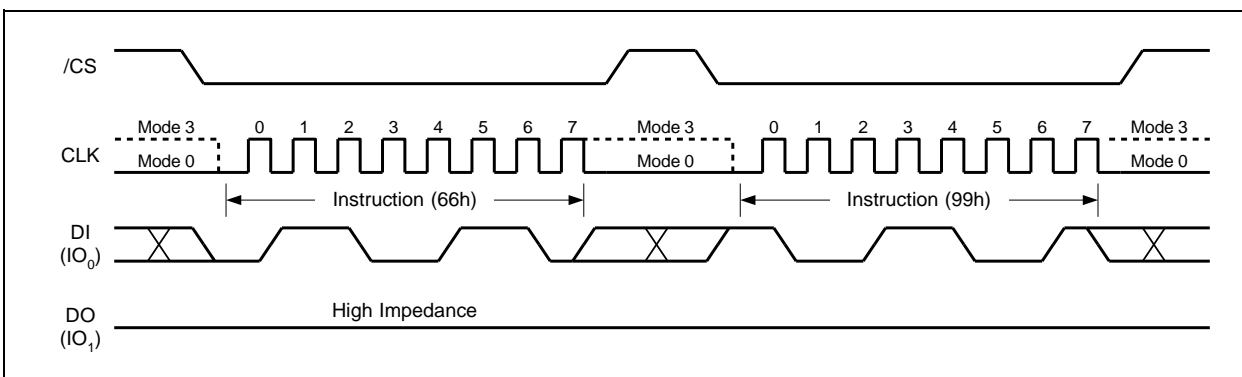 /CS
Mode 3 0 1 2 3 4 5 6 7 Mode 3 0 1 2 3 4 5 6 7 Mode 3
CLK
Mode 0 Mode 0 Mode 0
Instruction (66h) Instruction (99h)
DI
(IO₀)
High Impedance
DO
(IO₁)